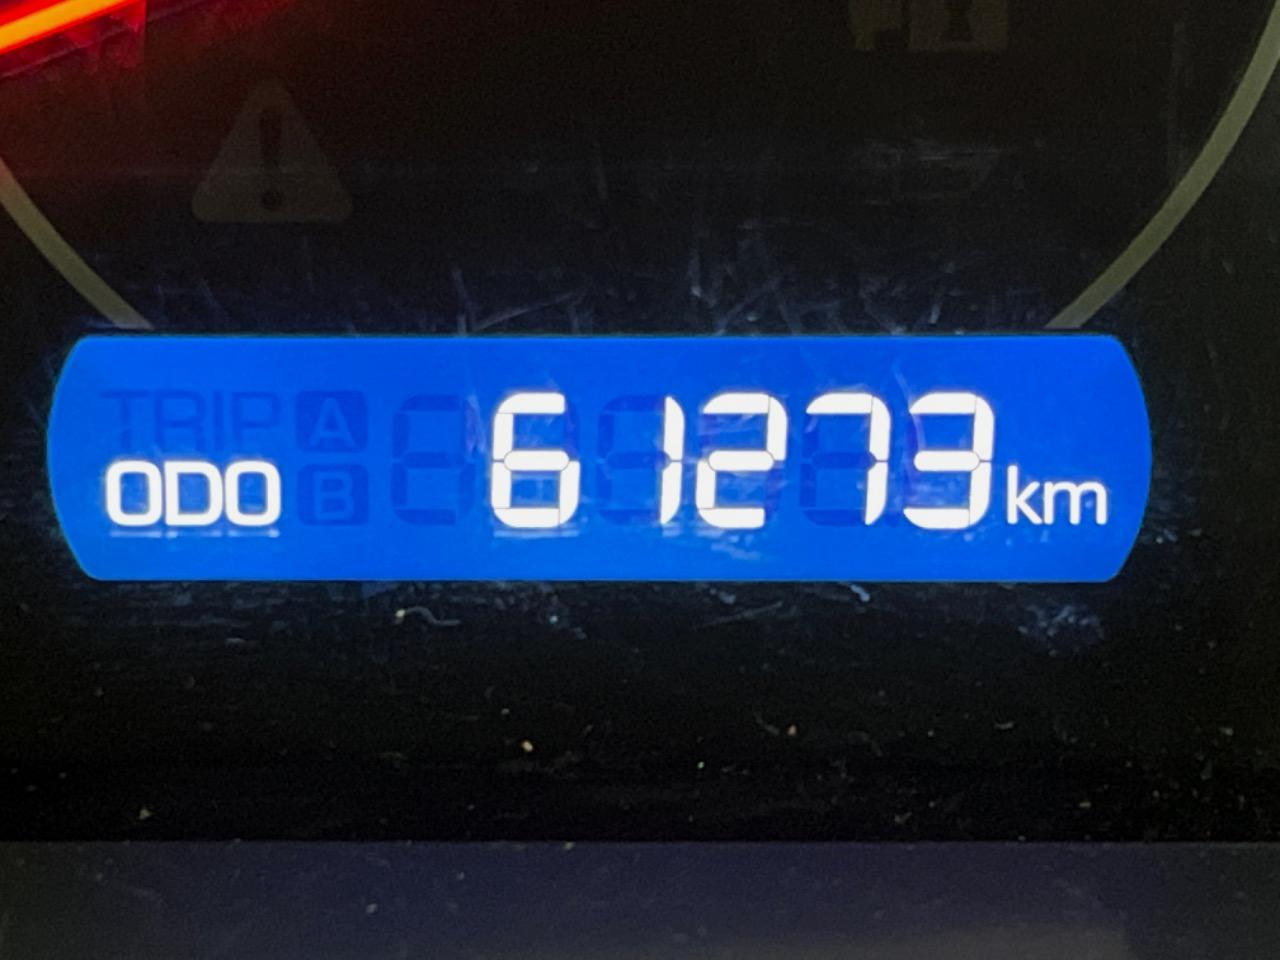 TRIP A
ODO B 61273 km